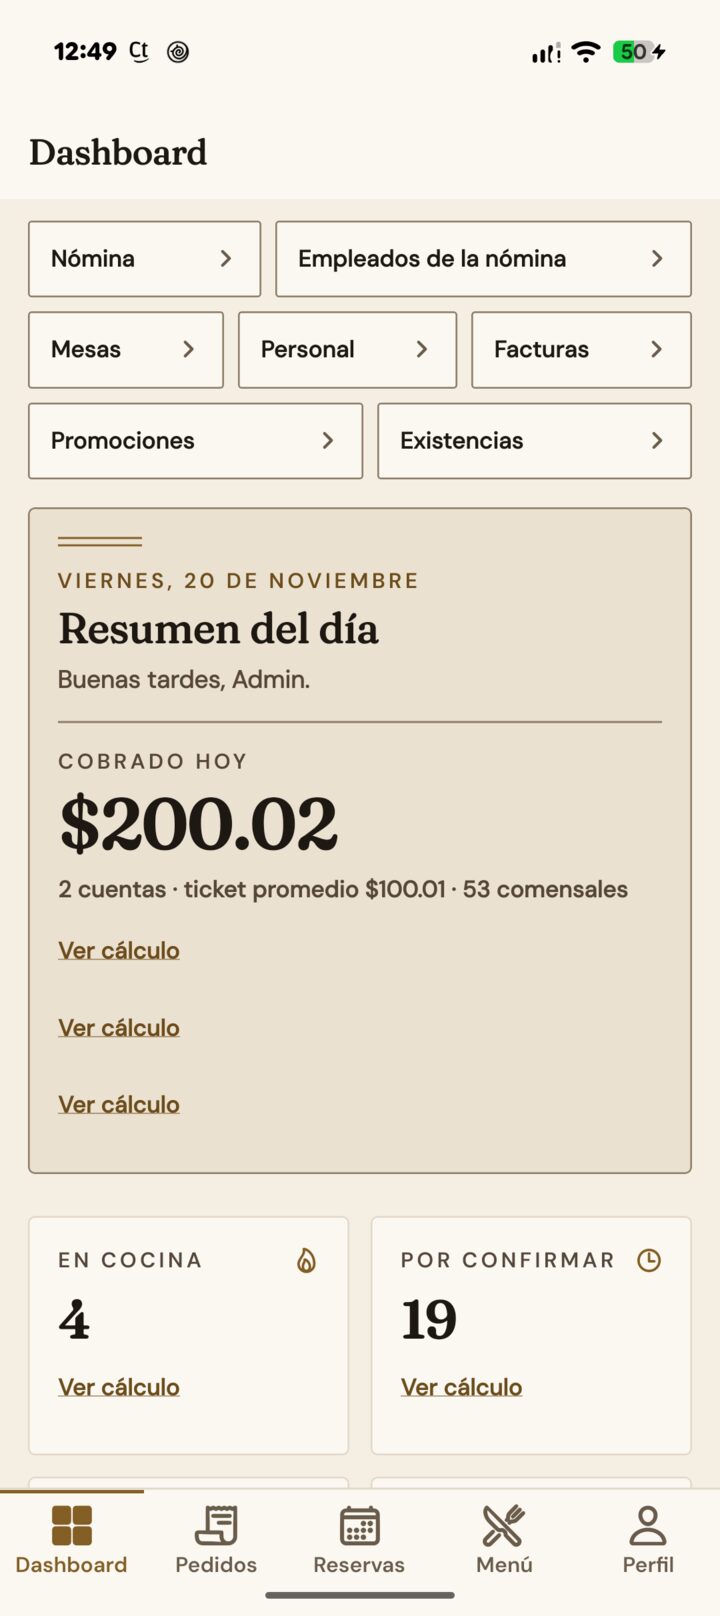 12:49 Ct
50
Dashboard
Nómina
Empleados de la nómina
Mesas
Personal
Facturas
Promociones
Existencias
VIERNES, 20 DE NOVIEMBRE
Resumen del día
Buenas tardes, Admin.
COBRADO HOY
$200.02
2 cuentas · ticket promedio $100.01 · 53 comensales
Ver cálculo
Ver cálculo
Ver cálculo
EN COCINA
4
Ver cálculo
POR CONFIRMAR
19
Ver cálculo
Dashboard
Pedidos
Reservas
Menú
Perfil